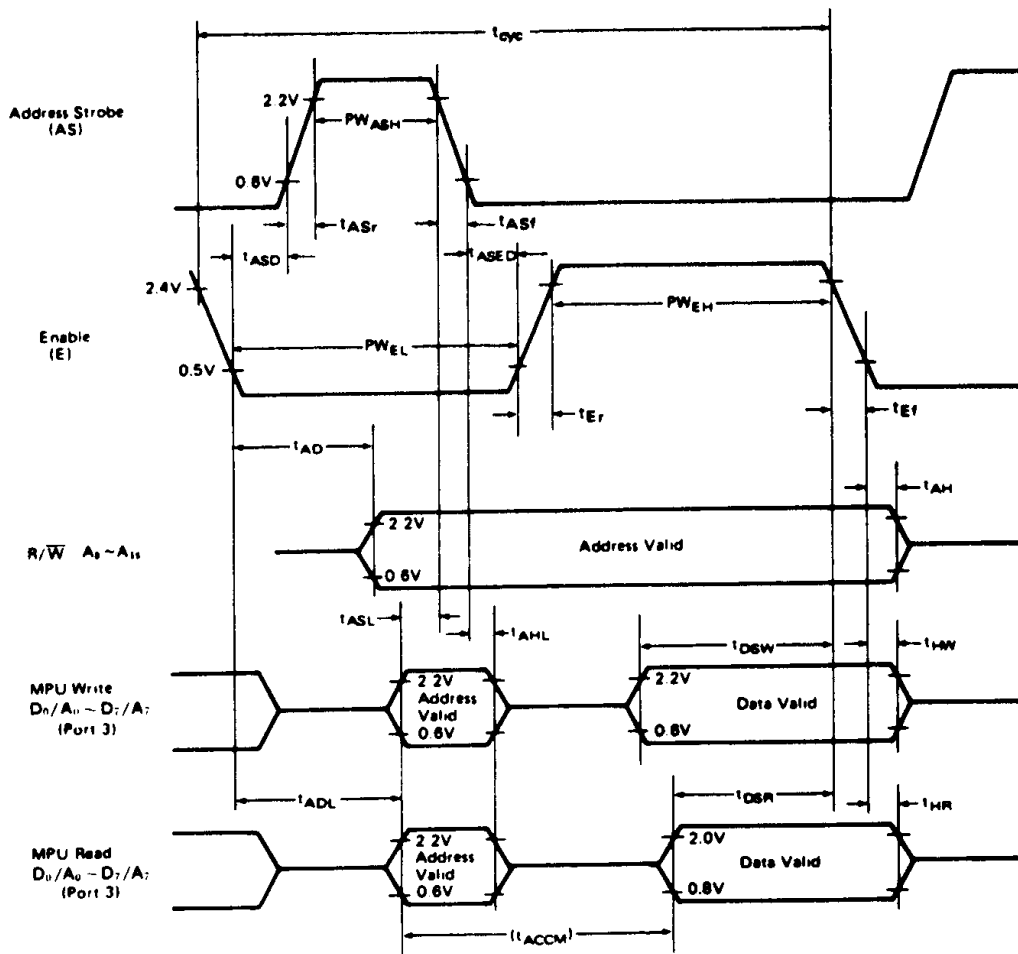 tcyc
Address Strobe
(AS)
2.2V
PWASH
0.6V
tASr
tASf
tASD
tASED
2.4V
PWEH
Enable
(E)
PWEL
0.5V
tEr
tEf
tAD
tAH
2.2V
R/W A8 ~ A15
Address Valid
0.6V
tASL
tAHL
tDSW
tHW
MPU Write
D0/A0 ~ D7/A7
(Port 3)
2.2V
Address
Valid
0.6V
2.2V
Data Valid
0.6V
tADL
tDSR
tHR
MPU Read
D0/A0 ~ D7/A7
(Port 3)
2.2V
Address
Valid
0.6V
2.0V
Data Valid
0.8V
(tACCM)